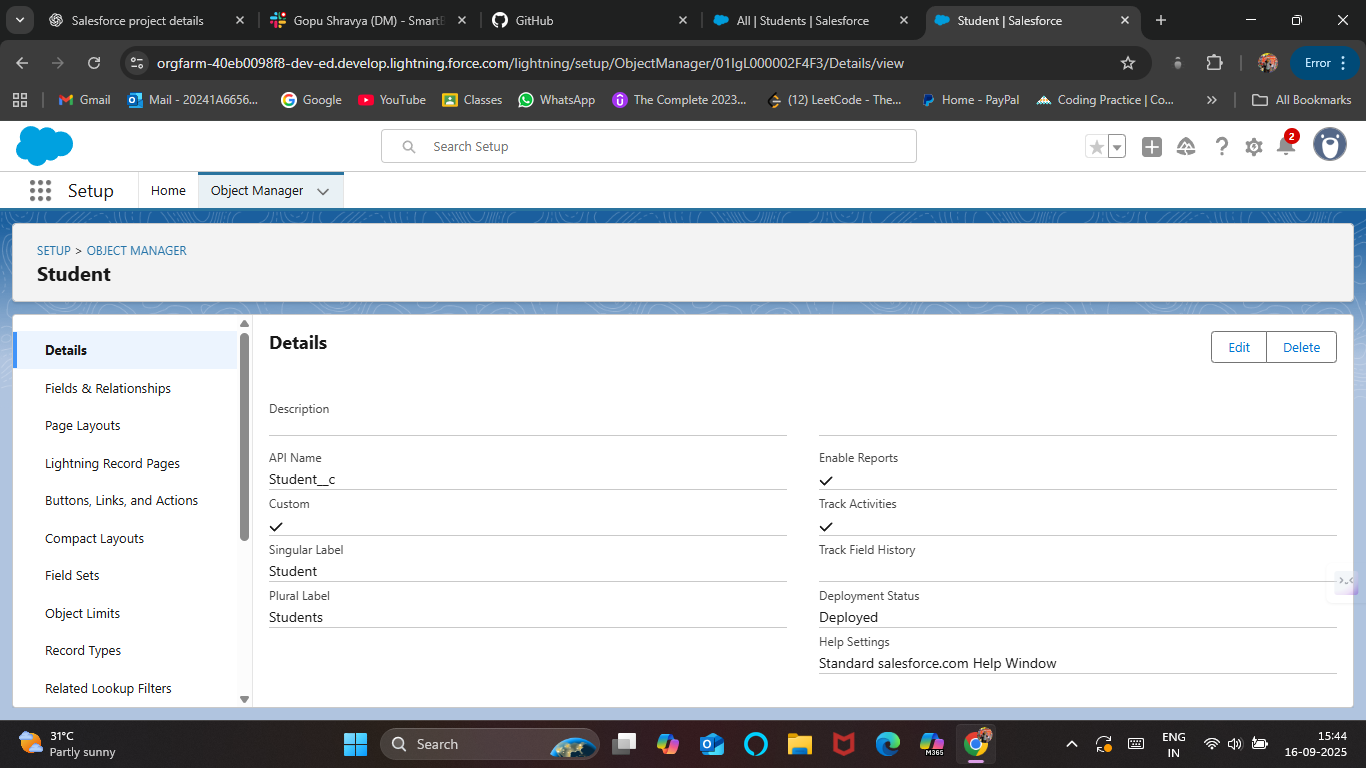 Salesforce project details
Gopu Shravya (DM) - SmartB
GitHub
All | Students | Salesforce
Student | Salesforce
orgfarm-40eb0098f8-dev-ed.develop.lightning.force.com/lightning/setup/ObjectManager/01IgL000002F4F3/Details/view
Error
Gmail
Mail - 20241A6656...
Google
YouTube
Classes
WhatsApp
The Complete 2023...
(12) LeetCode - The...
Home - PayPal
Coding Practice | Co...
All Bookmarks
Search Setup
2
Setup
Home
Object Manager
SETUP > OBJECT MANAGER
Student
Details
Fields & Relationships
Page Layouts
Lightning Record Pages
Buttons, Links, and Actions
Compact Layouts
Field Sets
Object Limits
Record Types
Related Lookup Filters
Details
Edit
Delete
Description
API Name
Student__c
Custom
Singular Label
Student
Plural Label
Students
Enable Reports
Track Activities
Track Field History
Deployment Status
Deployed
Help Settings
Standard salesforce.com Help Window
31°C
Partly sunny
Search
M365
ENG
IN
15:44
16-09-2025